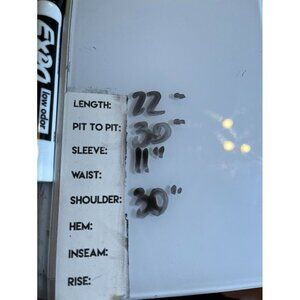 EXPO
low odor
LENGTH: 22"
PIT TO PIT: 30"
SLEEVE: 11"
WAIST:
SHOULDER: 30"
HEM:
INSEAM:
RISE: